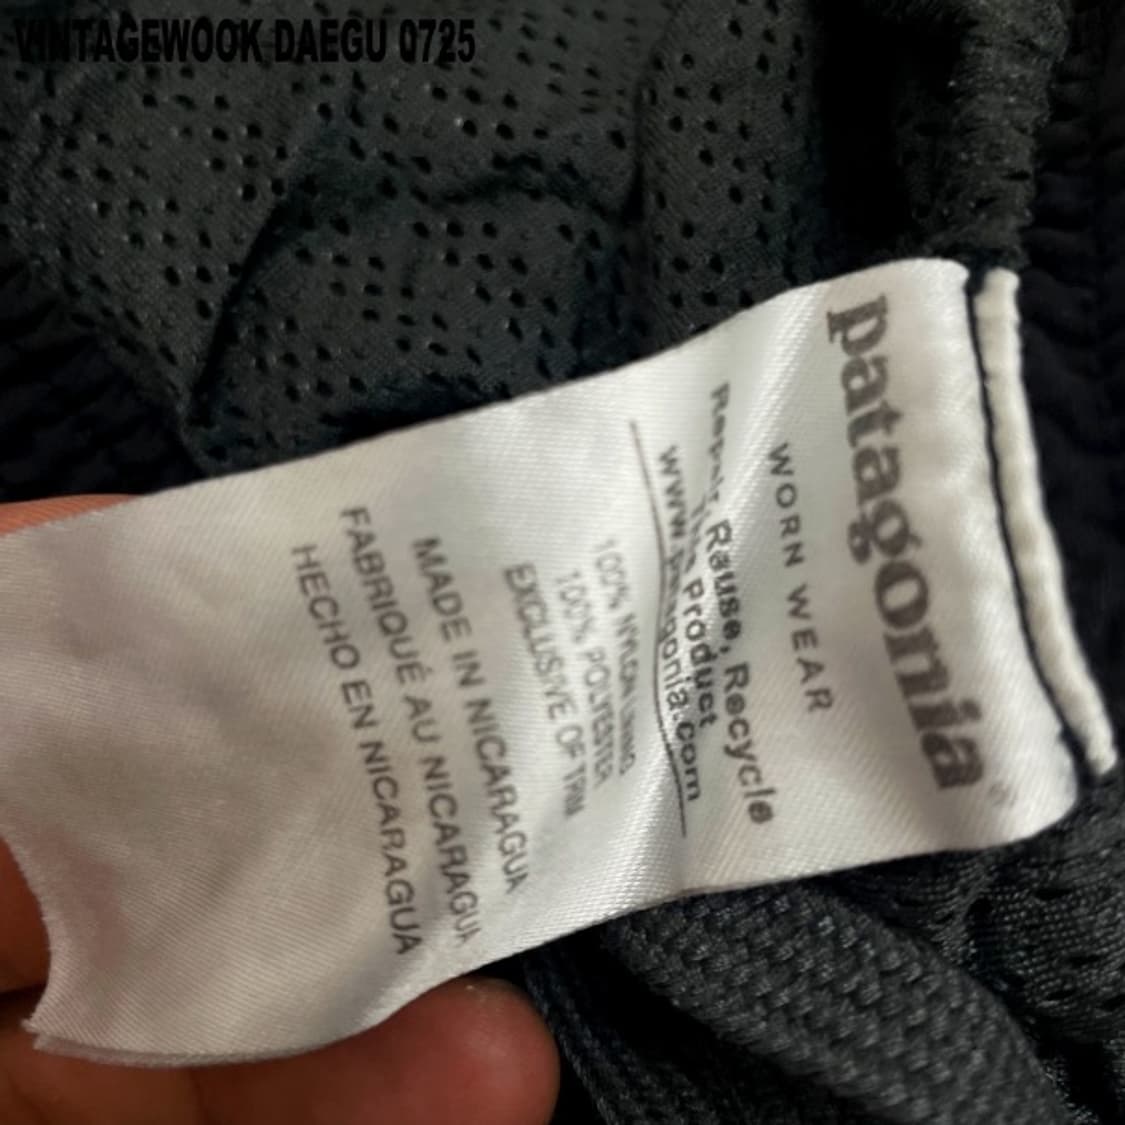 VINTAGEWOOK DAEGU 0725
patagonia®
WORN WEAR
Repair, Reuse, Recycle
This Product
www.patagonia.com
100% NYLON LINING
100% POLYESTER
EXCLUSIVE OF TRIM
MADE IN NICARAGUA
FABRIQUÉ AU NICARAGUA
HECHO EN NICARAGUA